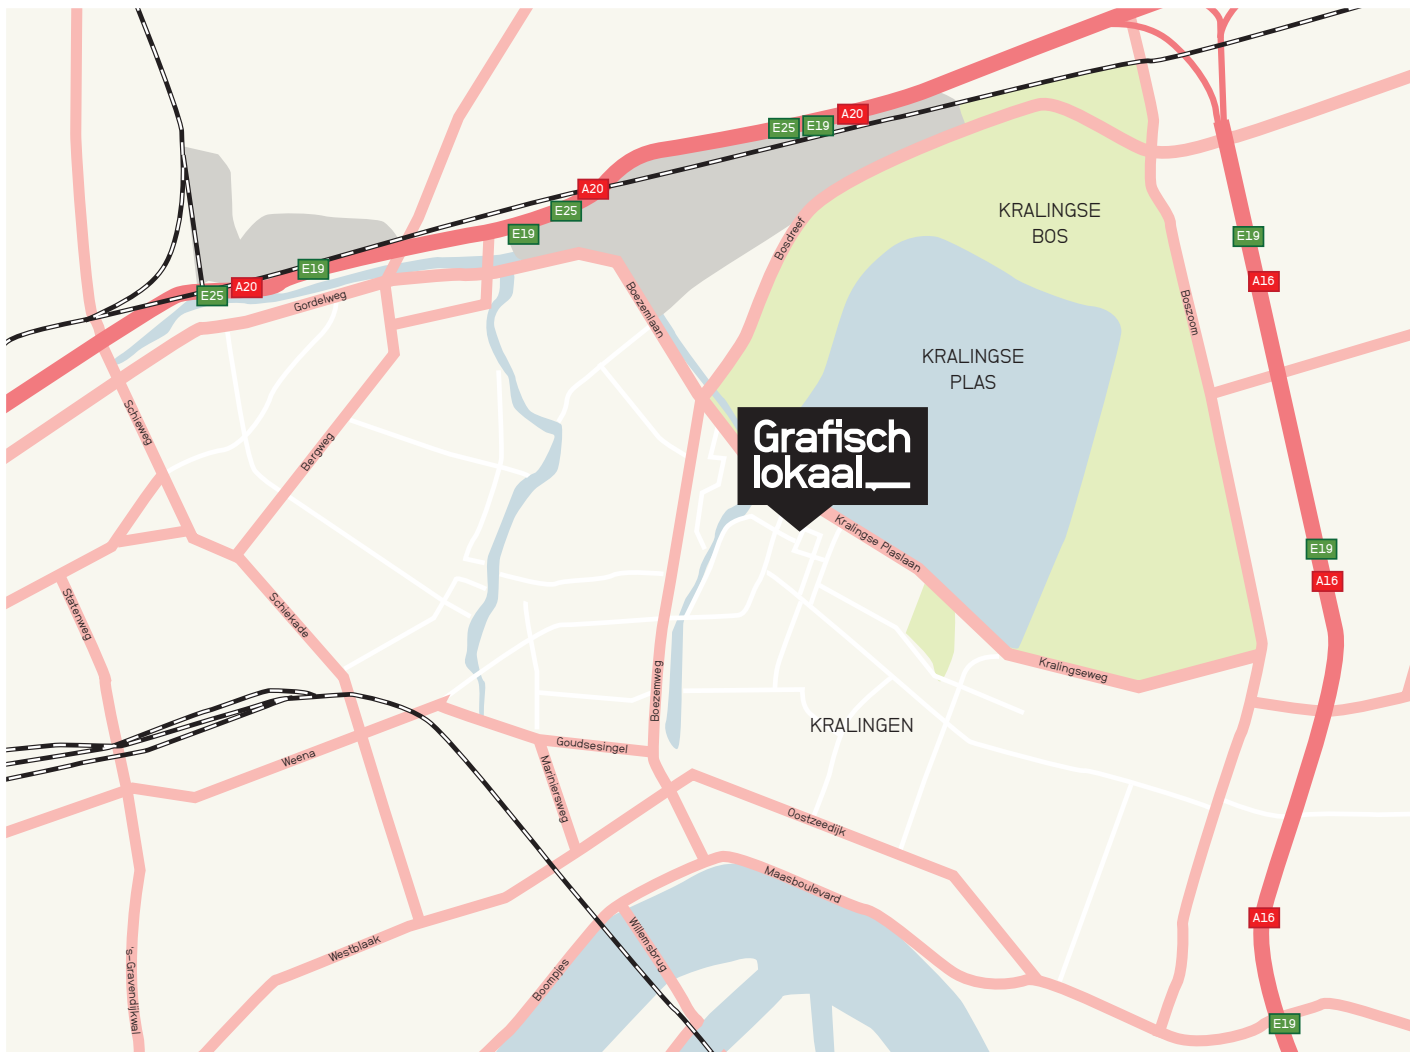 A20
E25
E19
A20
E25
E19
E19
A20
E25
Gordelweg
Bosdreef
KRALINGSE
BOS
E19
A16
Boezemlaan
Boszoom
KRALINGSE
PLAS
Schieweg
Bergweg
Grafisch
lokaal_
Kralingse Plaslaan
E19
A16
Statenweg
Schiekade
Kralingseweg
Boezemweg
KRALINGEN
Weena
Goudsesingel
Mariniersweg
Oostzeedijk
Maasboulevard
A16
Westblaak
Willemsbrug
Boompjes
's-Gravendijkwal
E19